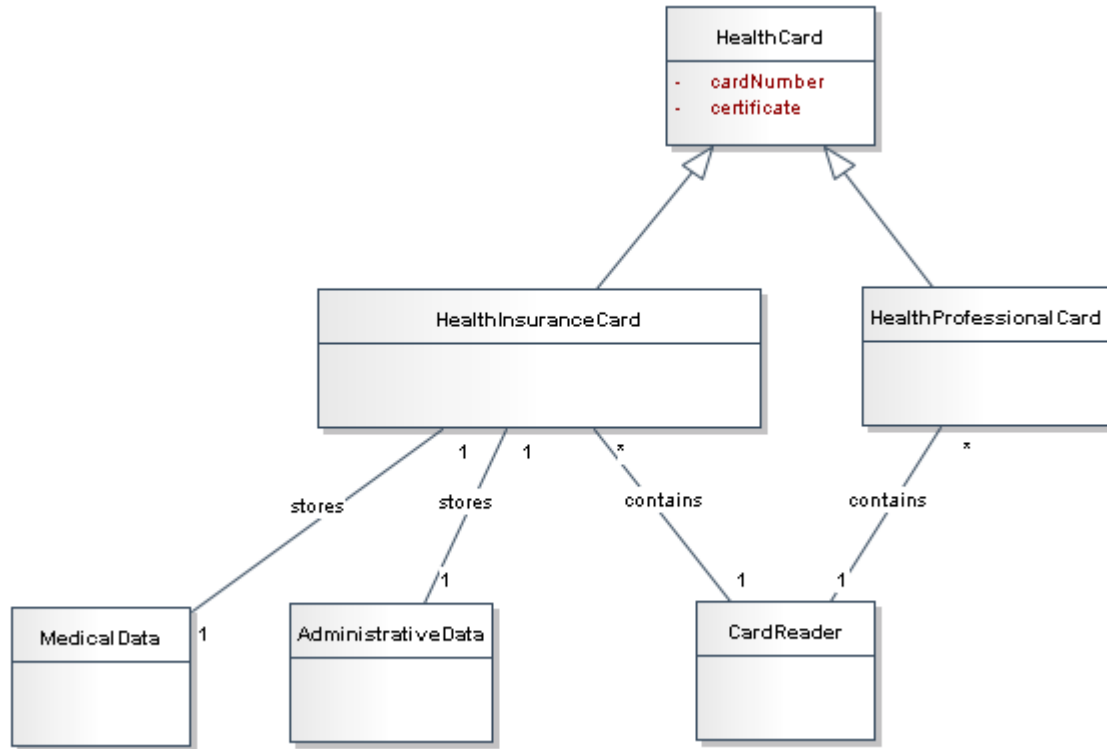 HealthCard
- cardNumber
- certificate
HealthInsuranceCard
HealthProfessionalCard
1
1
*
*
stores
stores
contains
contains
1
1
1
MedicalData
1
AdministrativeData
CardReader